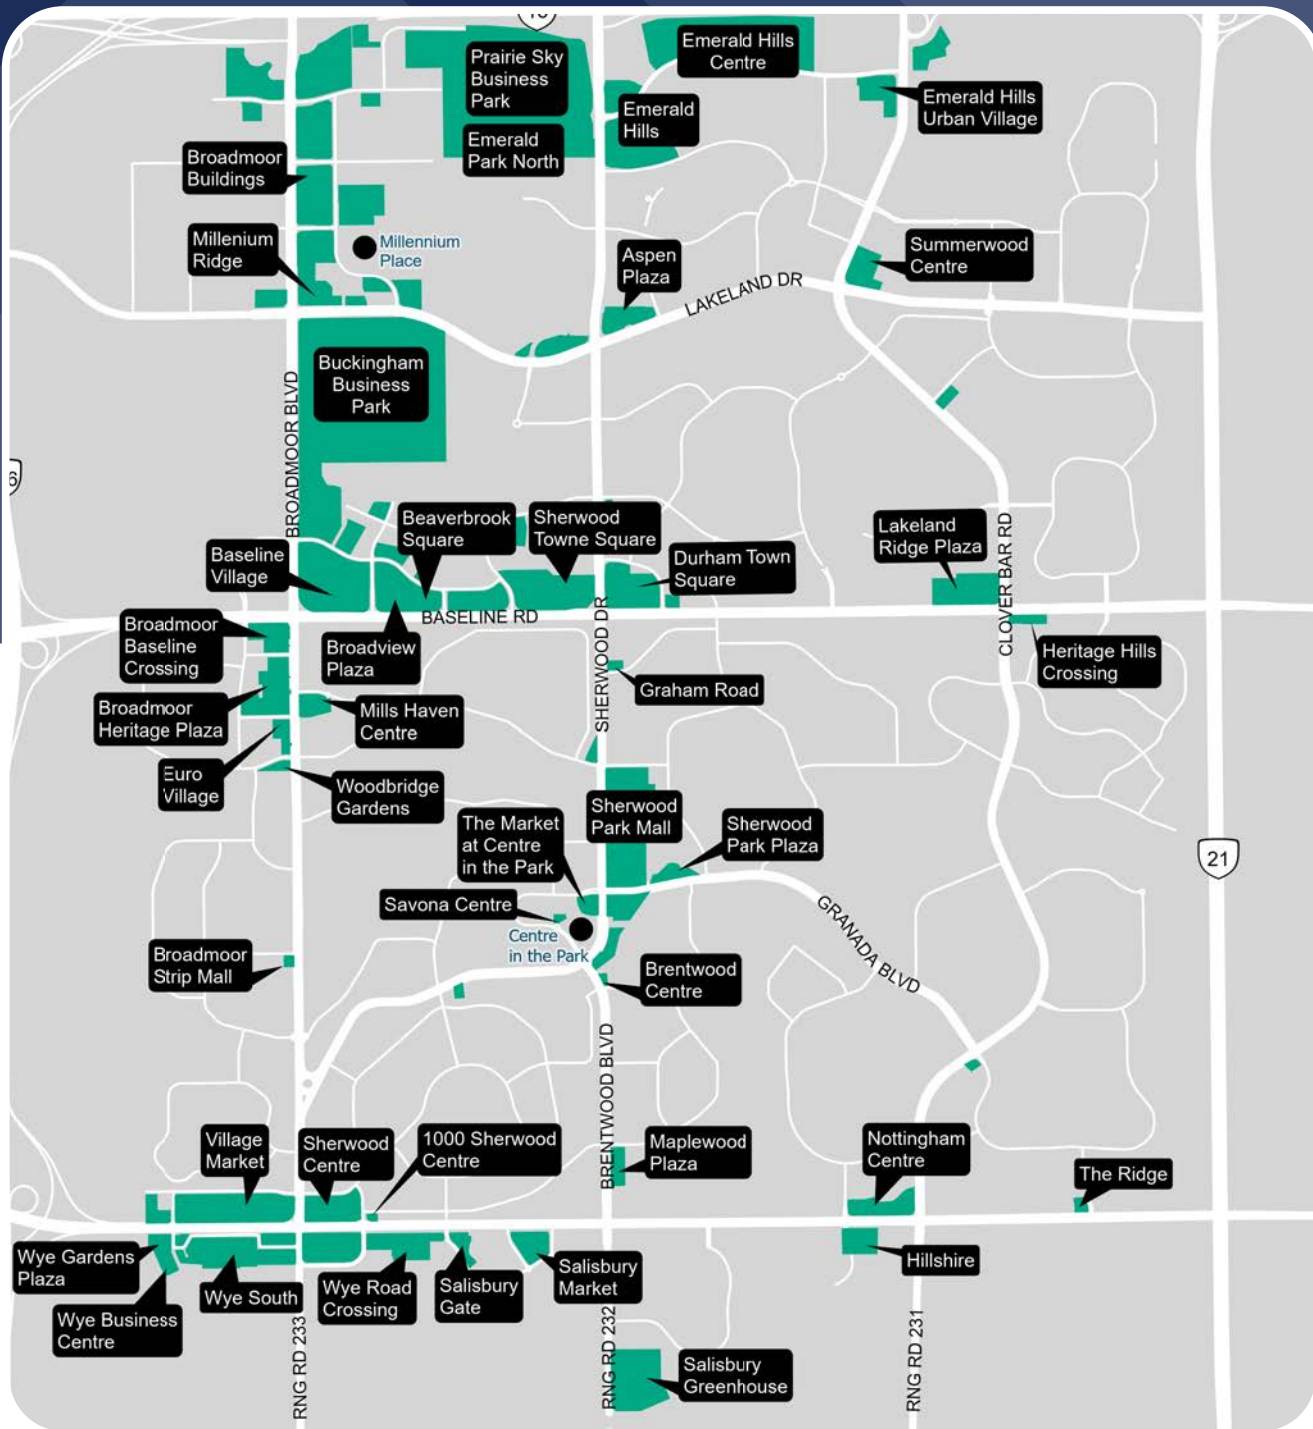 Prairie Sky
Business
Park
Emerald
Park North
Emerald Hills
Centre
Emerald
Hills
Emerald Hills
Urban Village
Broadmoor
Buildings
Millenium
Ridge
Millennium
Place
Aspen
Plaza
Summerwood
Centre
LAKELAND DR
Buckingham
Business
Park
BROADMOOR BLVD
Beaverbrook
Square
Sherwood
Towne Square
Durham Town
Square
Lakeland
Ridge Plaza
Baseline
Village
BASELINE RD
CLOVER BAR RD
Broadmoor
Baseline
Crossing
Broadview
Plaza
SHERWOOD DR
Graham Road
Heritage Hills
Crossing
Broadmoor
Heritage Plaza
Mills Haven
Centre
Euro
Village
Woodbridge
Gardens
The Market
at Centre
in the Park
Sherwood
Park Mall
Sherwood
Park Plaza
21
Savona Centre
Centre
in the Park
GRANADA BLVD
Broadmoor
Strip Mall
Brentwood
Centre
BRENTWOOD BLVD
Village
Market
Sherwood
Centre
1000 Sherwood
Centre
Maplewood
Plaza
Nottingham
Centre
The Ridge
Wye Gardens
Plaza
Wye Business
Centre
Wye South
Wye Road
Crossing
Salisbury
Gate
Salisbury
Market
Hillshire
RNG RD 233
RNG RD 232
RNG RD 231
Salisbury
Greenhouse